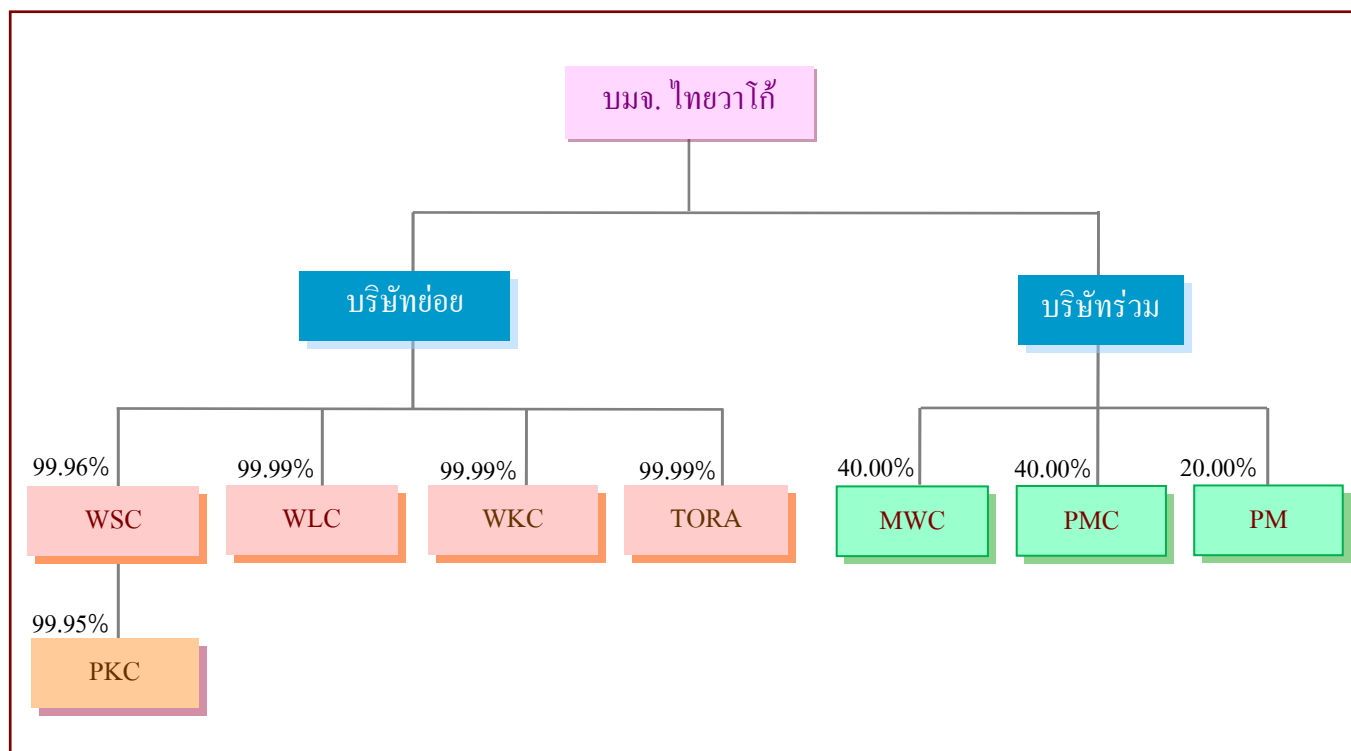 บมจ. ไทยวาโก้
บริษัทย่อย
บริษัทร่วม
99.96%
99.99%
99.99%
99.99%
40.00%
40.00%
20.00%
WSC
WLC
WKC
TORA
MWC
PMC
PM
99.95%
PKC